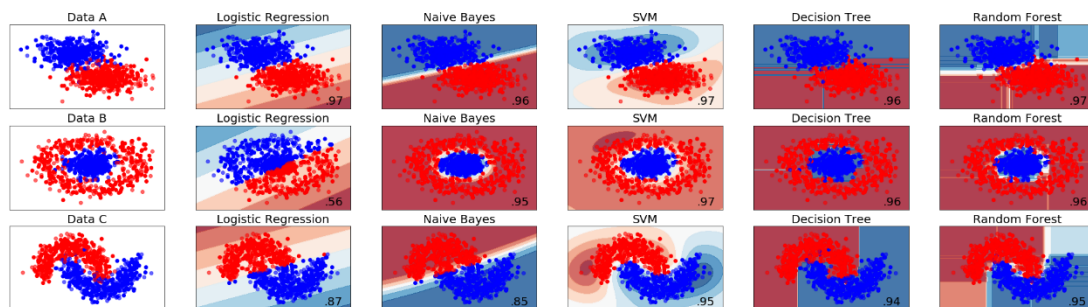 Data A Logistic Regression Naive Bayes SVM Decision Tree Random Forest
.97 .96 .97 .96 .97
Data B Logistic Regression Naive Bayes SVM Decision Tree Random Forest
.56 .95 .97 .96 .96
Data C Logistic Regression Naive Bayes SVM Decision Tree Random Forest
.87 .85 .95 .94 .95